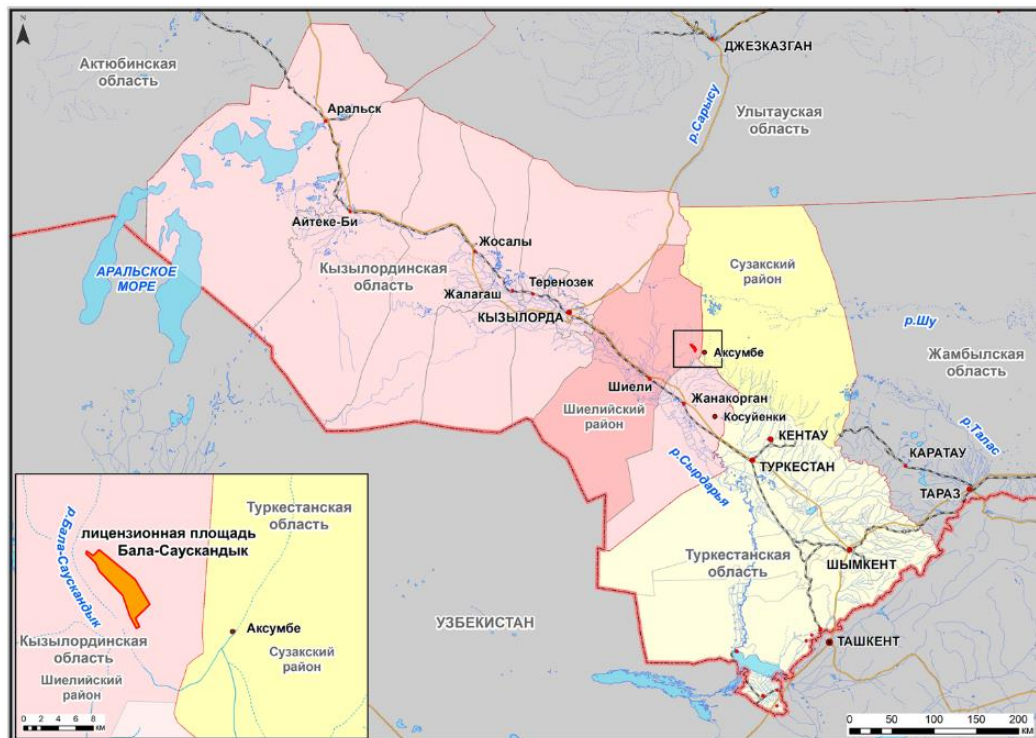 N
ДЖЕЗКАЗГАН
Актюбинская
область
Улытауская
область
р.Сарысу
Аральск
Айтеке-Би
АРАЛЬСКОЕ
МОРЕ
Жосалы
Кызылординская
область
Теренозек
Жалагаш
КЫЗЫЛОРДА
Сузакский
район
р.Шу
Аксумбе
Жамбылская
область
Шиели
Жанакорган
Шиелийский
район
Косуйенки
КЕНТАУ
р.Талас
КАРАТАУ
ТУРКЕСТАН
ТАРАЗ
р.Сырдарья
Туркестанская
область
ШЫМКЕНТ
УЗБЕКИСТАН
ТАШКЕНТ
Туркестанская
область
лицензионная площадь
Бала-Саускандык
р.Бала-Саускандык
Аксумбе
Кызылординская
область
Сузакский
район
Шиелийский
район
0 2 4 6 8
КМ
0 50 100 150 200
КМ